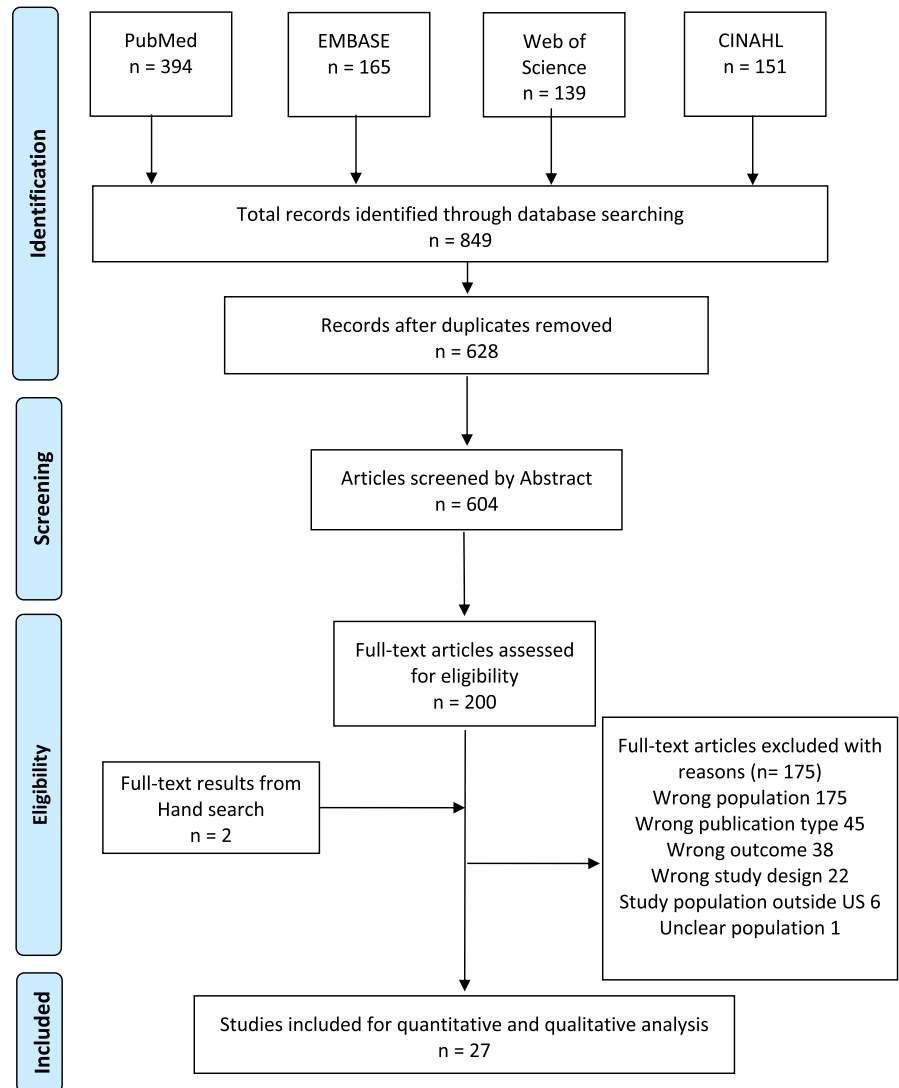 Identification
PubMed
n = 394
EMBASE
n = 165
Web of
Science
n = 139
CINAHL
n = 151
Total records identified through database searching
n = 849
Records after duplicates removed
n = 628
Screening
Articles screened by Abstract
n = 604
Eligibility
Full-text articles assessed
for eligibility
n = 200
Full-text results from
Hand search
n = 2
Full-text articles excluded with
reasons (n= 175)
Wrong population 175
Wrong publication type 45
Wrong outcome 38
Wrong study design 22
Study population outside US 6
Unclear population 1
Included
Studies included for quantitative and qualitative analysis
n = 27